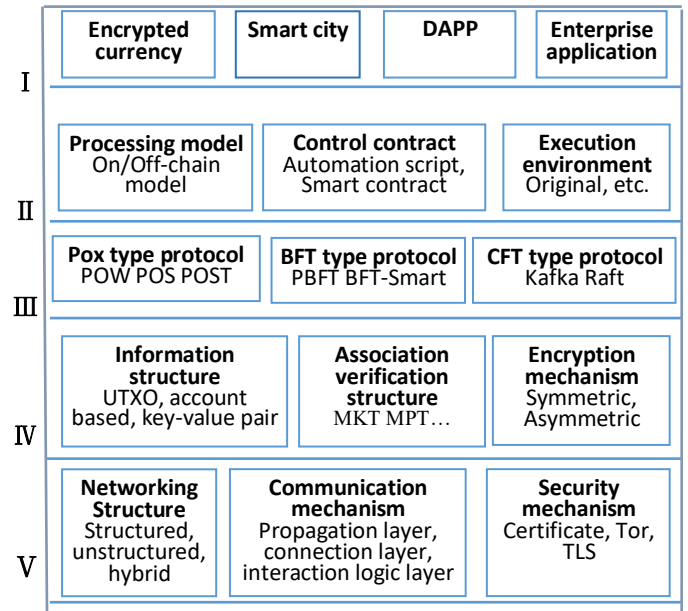 Encrypted
currency
Smart city
DAPP
Enterprise
application
I
Processing model
On/Off-chain
model
Control contract
Automation script,
Smart contract
Execution
environment
Original, etc.
II
Pox type protocol
POW POS POST
BFT type protocol
PBFT BFT-Smart
CFT type protocol
Kafka Raft
III
Information
structure
UTXO, account
based, key-value pair
Association
verification
structure
MKT MPT…
Encryption
mechanism
Symmetric,
Asymmetric
IV
Networking
Structure
Structured,
unstructured,
hybrid
Communication
mechanism
Propagation layer,
connection layer,
interaction logic layer
Security
mechanism
Certificate, Tor,
TLS
V